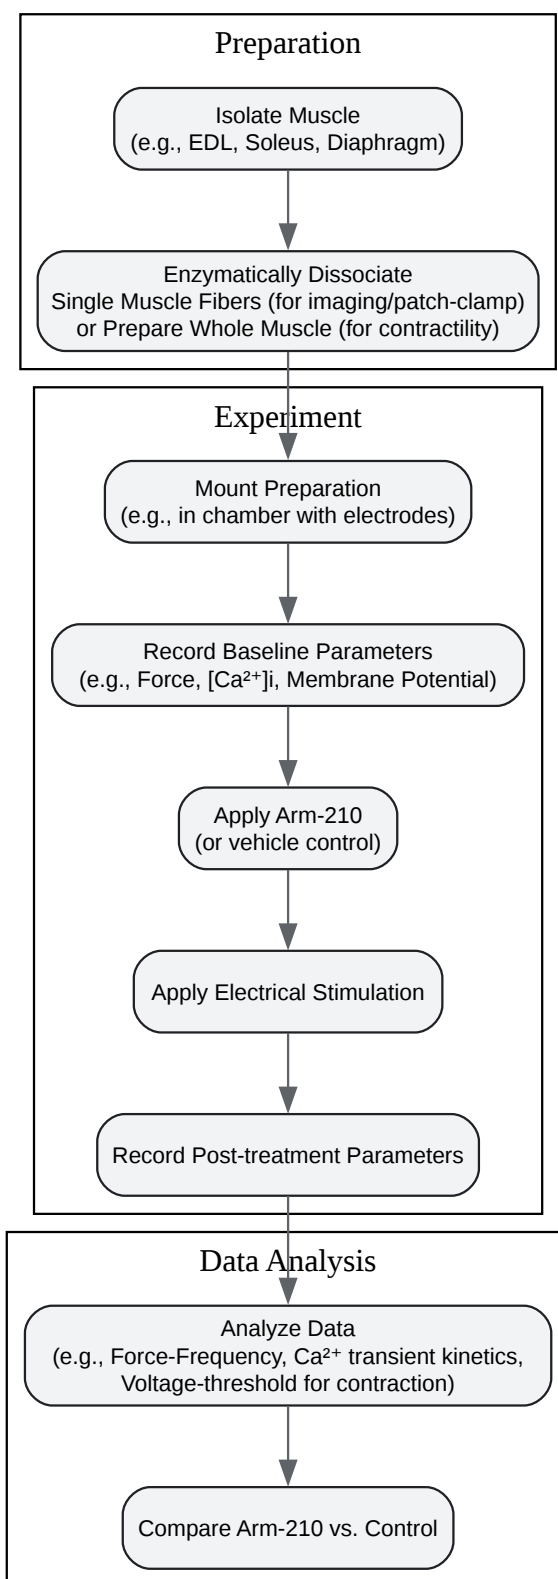 Preparation
Isolate Muscle
(e.g., EDL, Soleus, Diaphragm)
Enzymatically Dissociate
Single Muscle Fibers (for imaging/patch-clamp)
or Prepare Whole Muscle (for contractility)
Experiment
Mount Preparation
(e.g., in chamber with electrodes)
Record Baseline Parameters
(e.g., Force, [Ca²⁺]i, Membrane Potential)
Apply Arm-210
(or vehicle control)
Apply Electrical Stimulation
Record Post-treatment Parameters
Data Analysis
Analyze Data
(e.g., Force-Frequency, Ca²⁺ transient kinetics,
Voltage-threshold for contraction)
Compare Arm-210 vs. Control